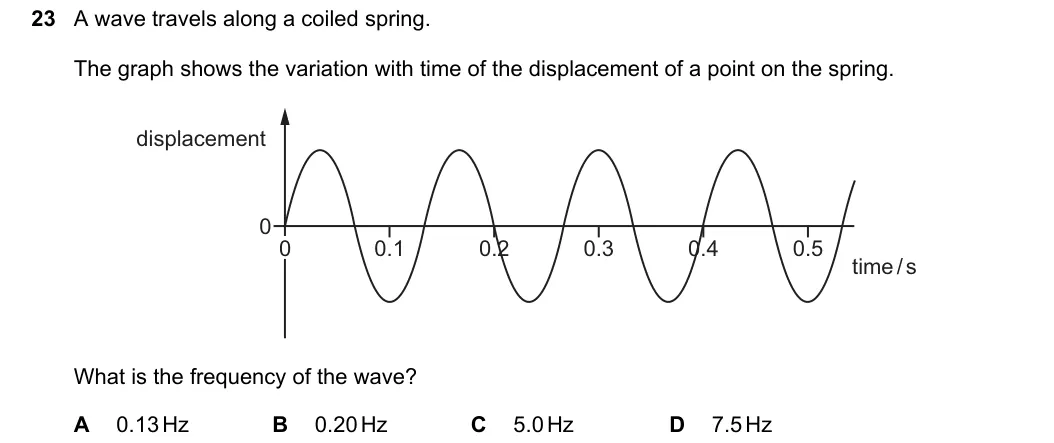 23 A wave travels along a coiled spring.
The graph shows the variation with time of the displacement of a point on the spring.
displacement
0
0 0.1 0.2 0.3 0.4 0.5
time/s
What is the frequency of the wave?
A 0.13 Hz B 0.20 Hz C 5.0 Hz D 7.5 Hz